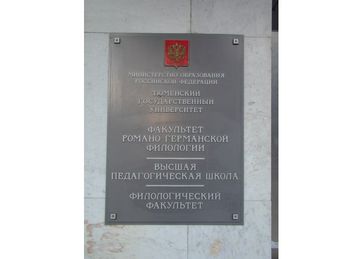 МИНИСТЕРСТВО ОБРАЗОВАНИЯ
РОССИЙСКОЙ ФЕДЕРАЦИИ
ТЮМЕНСКИЙ
ГОСУДАРСТВЕННЫЙ
УНИВЕРСИТЕТ
ФАКУЛЬТЕТ
РОМАНО ГЕРМАНСКОЙ
ФИЛОЛОГИИ
ВЫСШАЯ
ПЕДАГОГИЧЕСКАЯ ШКОЛА
ФИЛОЛОГИЧЕСКИЙ
ФАКУЛЬТЕТ